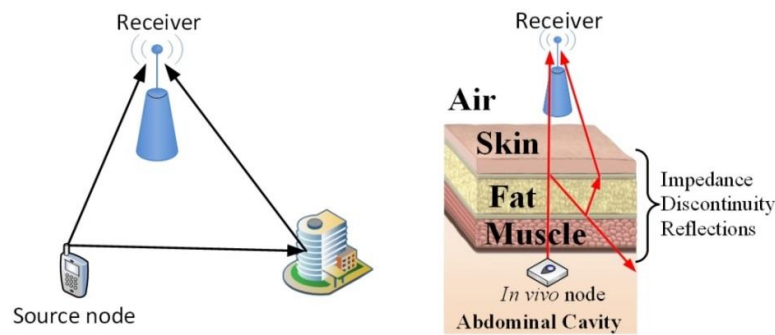 Receiver
Source node
Receiver
Air
Skin
Fat
Muscle
Impedance
Discontinuity
Reflections
In vivo node
Abdominal Cavity